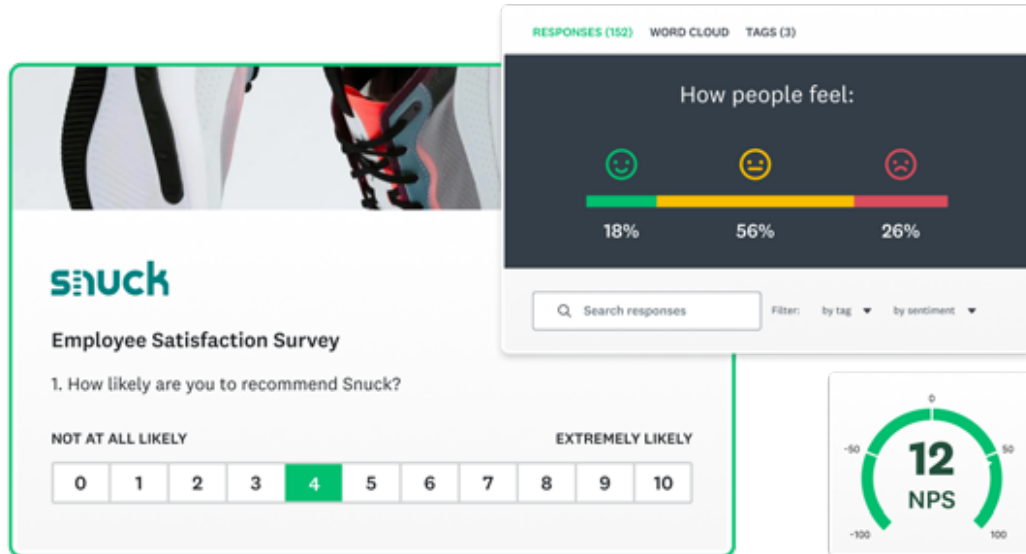 RESPONSES (152) WORD CLOUD TAGS (3)
How people feel:
18% 56% 26%
Search responses Filter: by tag by sentiment
snuck
Employee Satisfaction Survey
1. How likely are you to recommend Snuck?
NOT AT ALL LIKELY EXTREMELY LIKELY
0 1 2 3 4 5 6 7 8 9 10
0
-50 50
12
NPS
-100 100